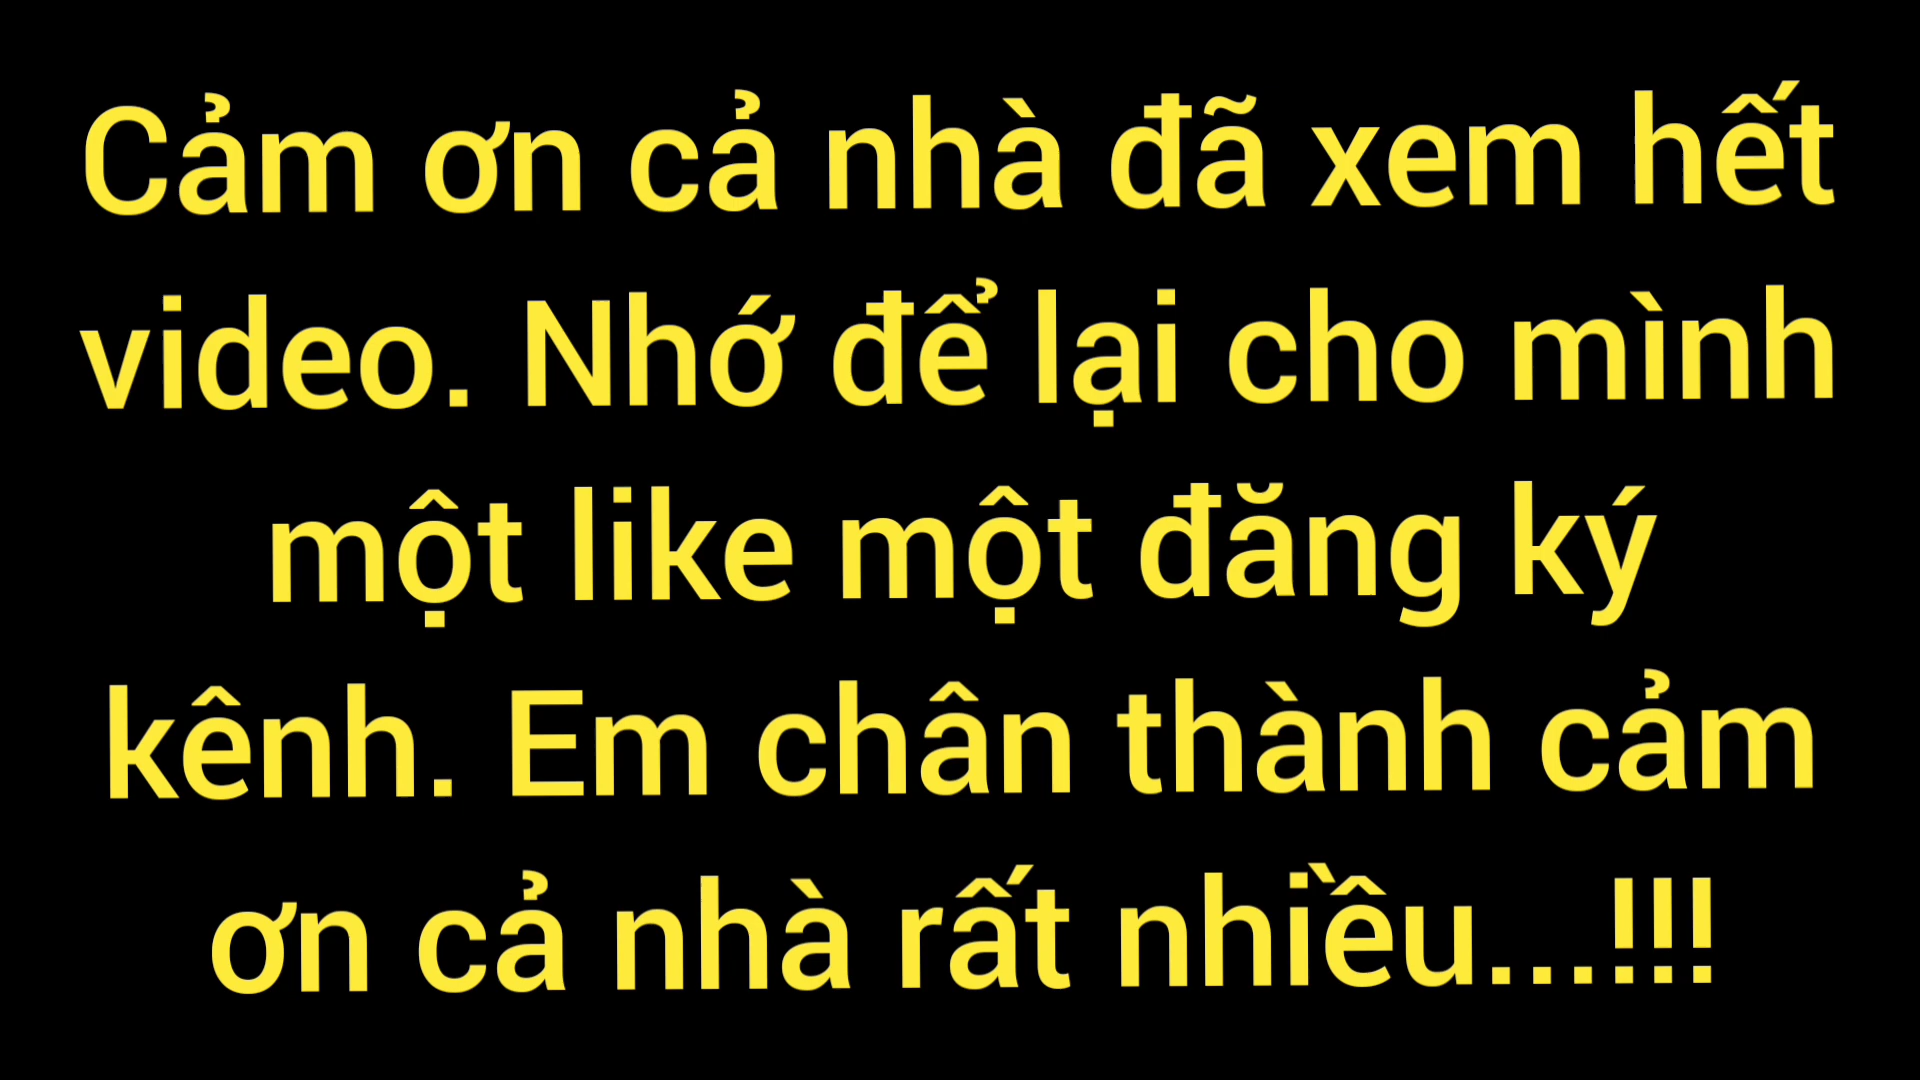 Cảm ơn cả nhà đã xem hết
video. Nhớ để lại cho mình
một like một đăng ký
kênh. Em chân thành cảm
ơn cả nhà rất nhiều...!!!